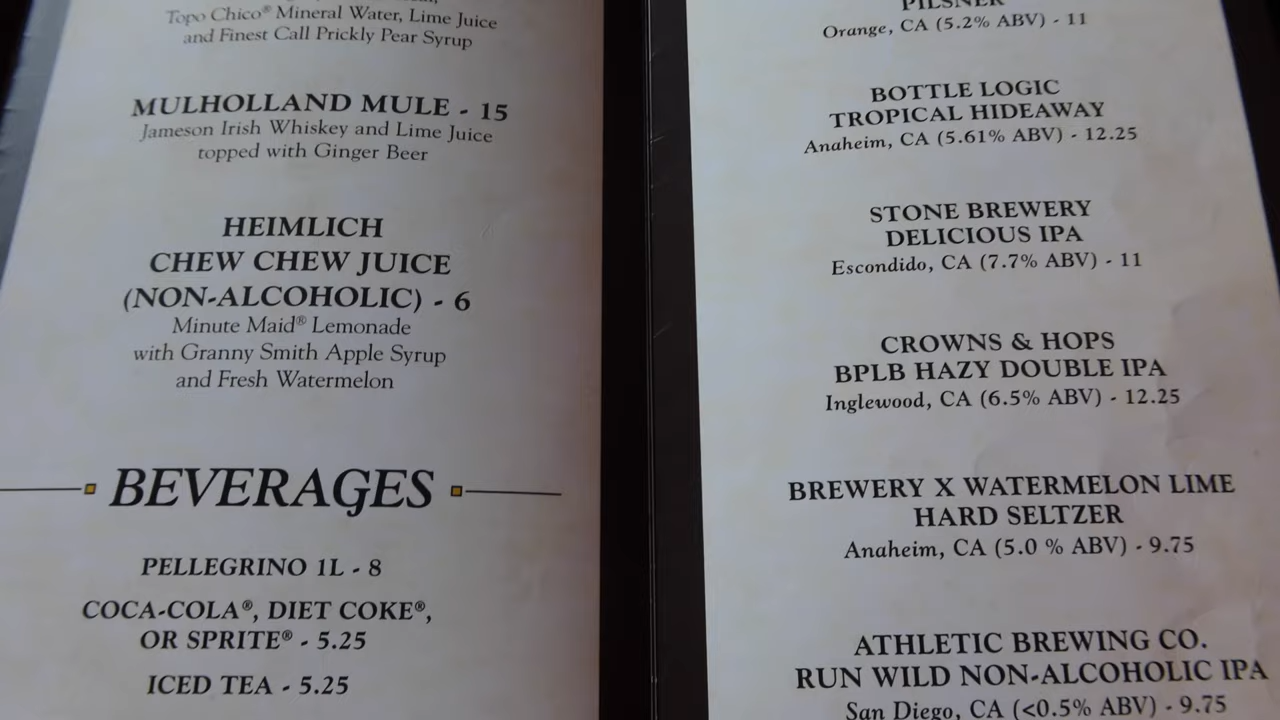 Topo Chico® Mineral Water, Lime Juice
and Finest Call Prickly Pear Syrup
MULHOLLAND MULE - 15
Jameson Irish Whiskey and Lime Juice
topped with Ginger Beer
HEIMLICH
CHEW CHEW JUICE
(NON-ALCOHOLIC) - 6
Minute Maid® Lemonade
with Granny Smith Apple Syrup
and Fresh Watermelon
BEVERAGES
PELLEGRINO 1L - 8
COCA-COLA®, DIET COKE®,
OR SPRITE® - 5.25
ICED TEA - 5.25
PILSNER
Orange, CA (5.2% ABV) - 11
BOTTLE LOGIC
TROPICAL HIDEAWAY
Anaheim, CA (5.61% ABV) - 12.25
STONE BREWERY
DELICIOUS IPA
Escondido, CA (7.7% ABV) - 11
CROWNS & HOPS
BPLB HAZY DOUBLE IPA
Inglewood, CA (6.5% ABV) - 12.25
BREWERY X WATERMELON LIME
HARD SELTZER
Anaheim, CA (5.0 % ABV) - 9.75
ATHLETIC BREWING CO.
RUN WILD NON-ALCOHOLIC IPA
San Diego, CA (<0.5% ABV) - 9.75